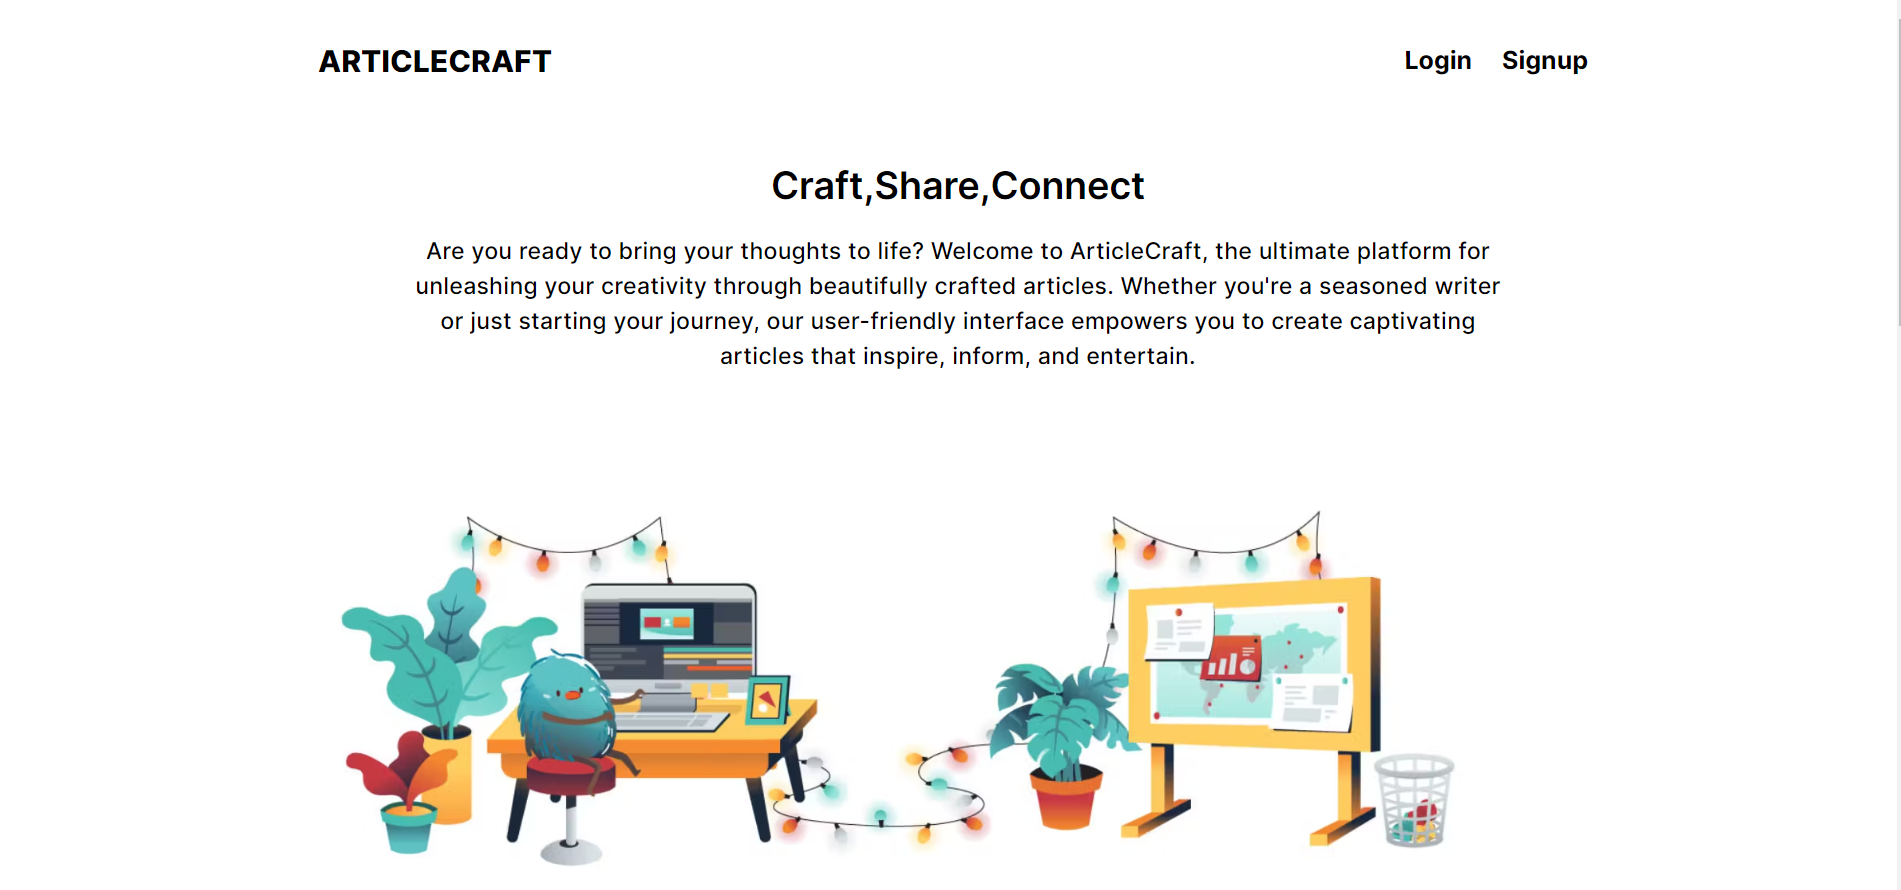 ARTICLECRAFT
Login Signup
Craft,Share,Connect
Are you ready to bring your thoughts to life? Welcome to ArticleCraft, the ultimate platform for
unleashing your creativity through beautifully crafted articles. Whether you're a seasoned writer
or just starting your journey, our user-friendly interface empowers you to create captivating
articles that inspire, inform, and entertain.